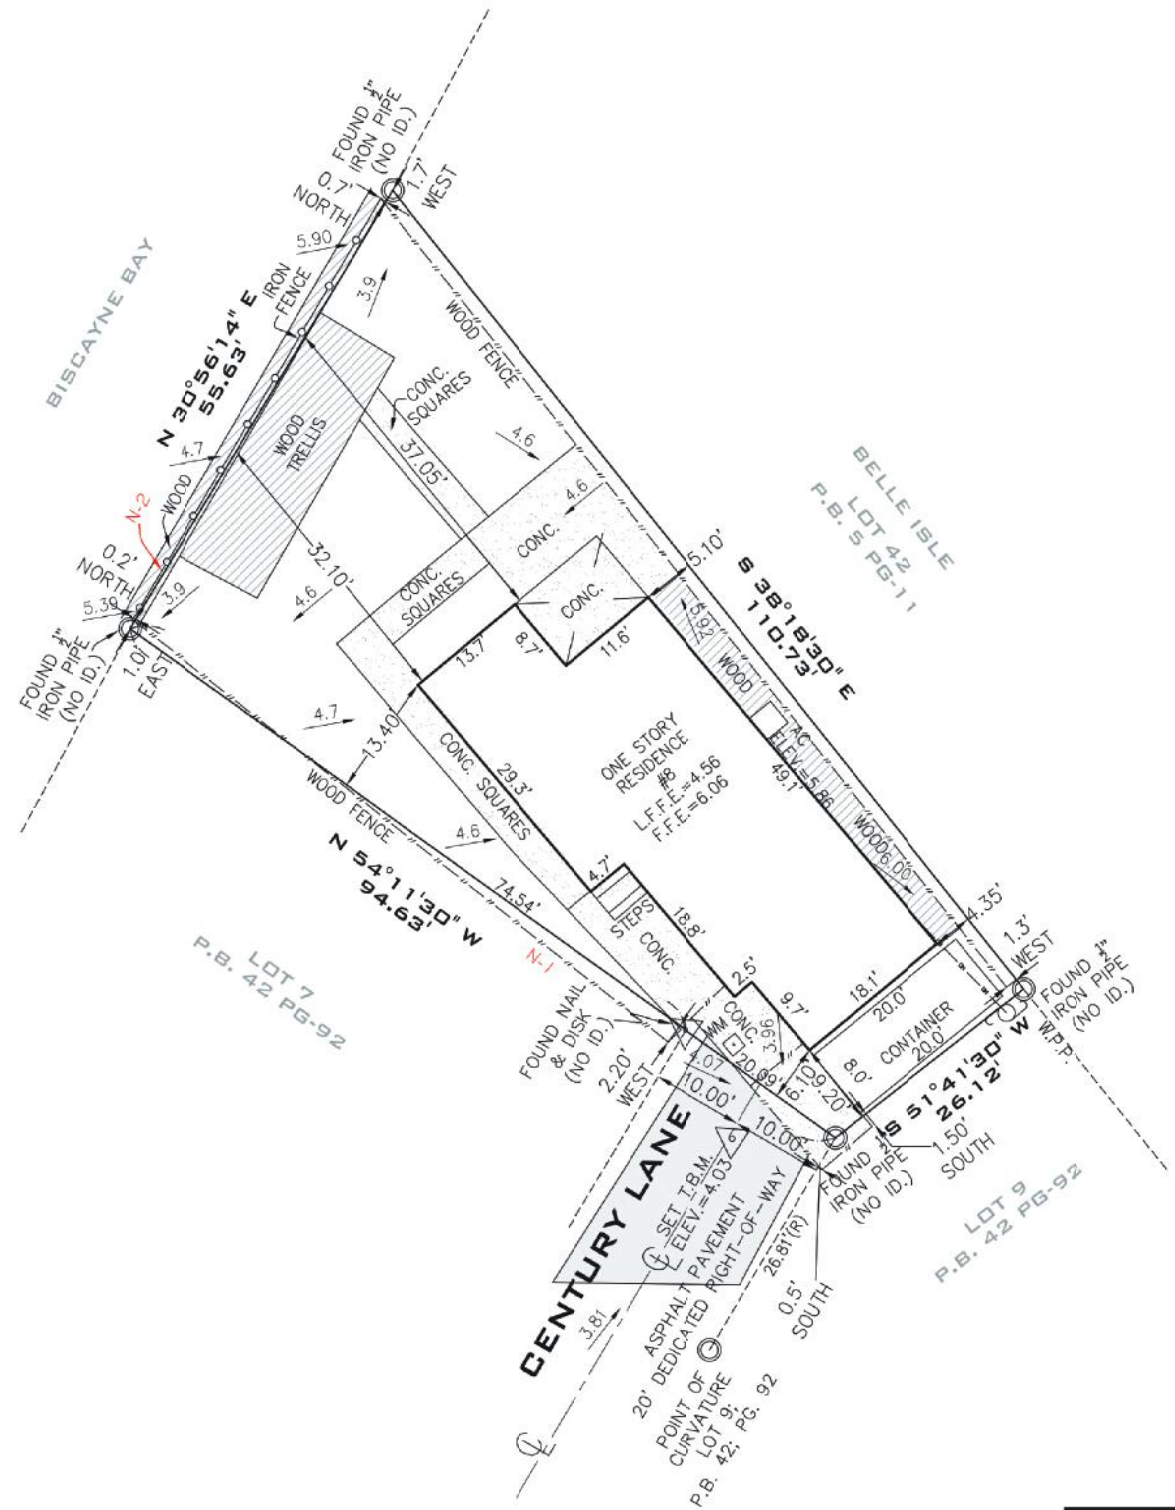 FOUND 1/2"
IRON PIPE
(NO ID.)
1.7'
WEST
0.7'
NORTH
5.90
IRON
FENCE
3.9
BISCAYNE BAY
N 30°56'14" E
55.63'
WOOD FENCE
CONC.
SQUARES
WOOD
TRELLIS
37.05'
4.6
4.6
4.7
WOOD
N-2
BELLE ISLE
LOT 42
P.B. 5 PG-11
CONC.
32.10'
0.2'
NORTH
5.39
3.9
4.6
CONC.
SQUARES
CONC.
5.10'
S 38°18'30" E
110.73'
FOUND 1/2"
IRON PIPE
(NO ID.)
1.0'
EAST
13.7'
8.7'
11.6'
5.92
WOOD
4.7
13.40'
AC
ELEV.=5.86
49.1'
ONE STORY
RESIDENCE
#8
L.F.F.E.=4.56
F.F.E.=6.06
CONC. SQUARES
29.3'
WOOD FENCE
4.6
N 54°11'30" W
94.63'
74.54'
WOOD
6.00
4.7'
STEPS
18.8'
4.35'
1.3'
WEST
FOUND 1/2"
IRON PIPE
(NO ID.)
N-1
LOT 7
P.B. 42 PG-92
CONC.
2.5'
9.7'
18.1'
20.0'
CONTAINER
20.0'
8.0'
W.P.P.
FOUND NAIL
& DISK
(NO ID.)
2.20'
WEST
CONC.
WM
3.96
20.09'
6.10'
9.20'
S 51°41'30" W
26.12'
4.07
10.00'
10.00'
1.50'
SOUTH
FOUND 1/2"
IRON PIPE
(NO ID.)
LOT 9
P.B. 42 PG-92
CENTURY LANE
6
SET T.B.M.
ELEV.=4.03
ASPHALT PAVEMENT
20' DEDICATED RIGHT-OF-WAY
26.81'(R)
0.5'
SOUTH
3.81
POINT OF
CURVATURE
LOT 9;
P.B. 42; PG. 92